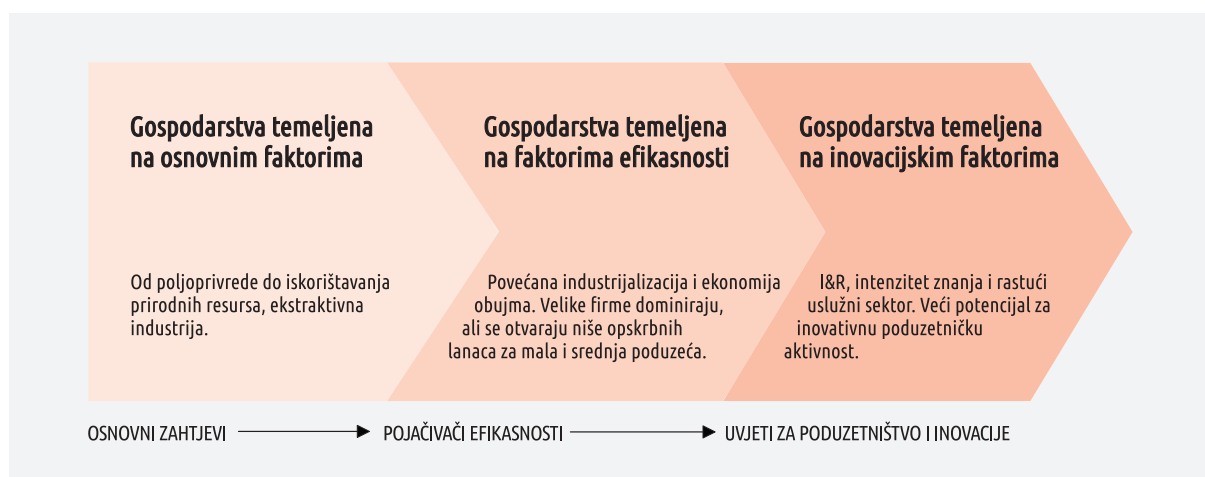 Gospodarstva temeljena
na osnovnim faktorima
Od poljoprivrede do iskorištavanja
prirodnih resursa, ekstraktivna
industrija.
Gospodarstva temeljena
na faktorima efikasnosti
Povećana industrijalizacija i ekonomija
obujma. Velike firme dominiraju,
ali se otvaraju niše opskrbnih
lanaca za mala i srednja poduzeća.
Gospodarstva temeljena
na inovacijskim faktorima
I&R, intenzitet znanja i rastući
uslužni sektor. Veći potencijal za
inovativnu poduzetničku
aktivnost.
OSNOVNI ZAHTJEVI
POJAČIVAČI EFIKASNOSTI
UVJETI ZA PODUZETNIŠTVO I INOVACIJE